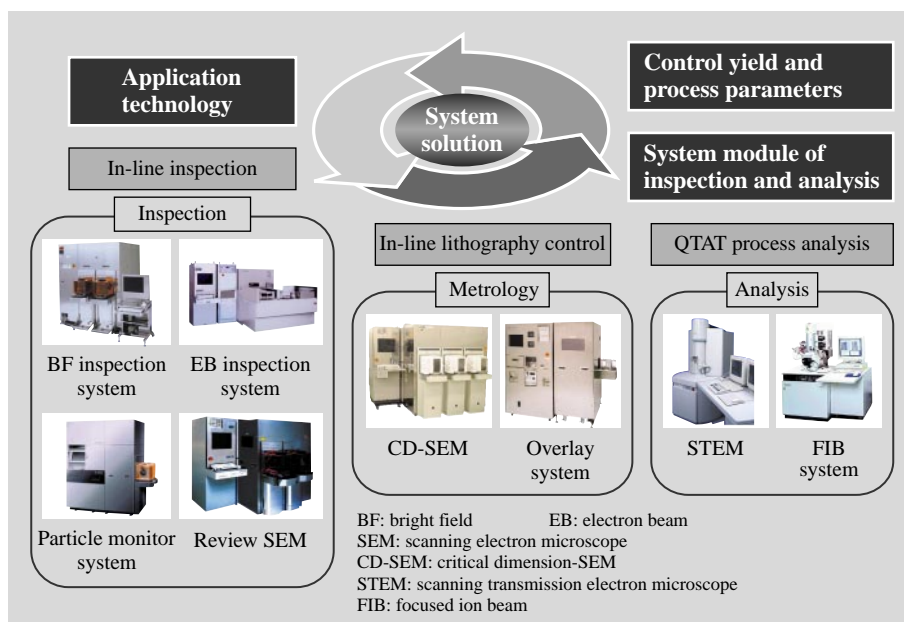 Application
technology
System
solution
Control yield and
process parameters
System module of
inspection and analysis
In-line inspection
Inspection
BF inspection
system
EB inspection
system
Particle monitor
system
Review SEM
In-line lithography control
Metrology
CD-SEM
Overlay
system
QTAT process analysis
Analysis
STEM
FIB
system
BF: bright field EB: electron beam
SEM: scanning electron microscope
CD-SEM: critical dimension-SEM
STEM: scanning transmission electron microscope
FIB: focused ion beam